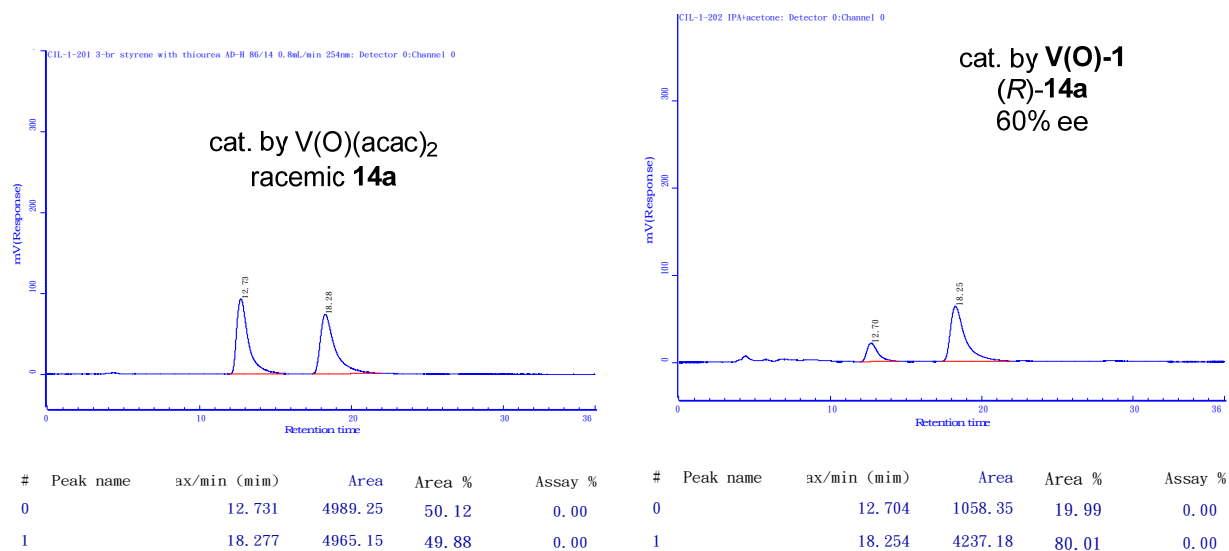 CIL-1-201 3-br styrene with thiourea AD-H 86/14 0.8mL/min 254nm: Detector 0:Channel 0
cat. by V(O)(acac)2
racemic 14a
mV(Response)
300
200
100
0
12.73
18.28
0 10 20 30 36
Retention time
# Peak name ax/min (mim) Area Area % Assay %
0 12.731 4989.25 50.12 0.00
1 18.277 4965.15 49.88 0.00
CIL-1-202 IPA+acetone: Detector 0:Channel 0
cat. by V(O)-1
(R)-14a
60% ee
mV(Response)
300
200
100
0
12.70
18.25
0 10 20 30 36
Retention time
# Peak name ax/min (mim) Area Area % Assay %
0 12.704 1058.35 19.99 0.00
1 18.254 4237.18 80.01 0.00